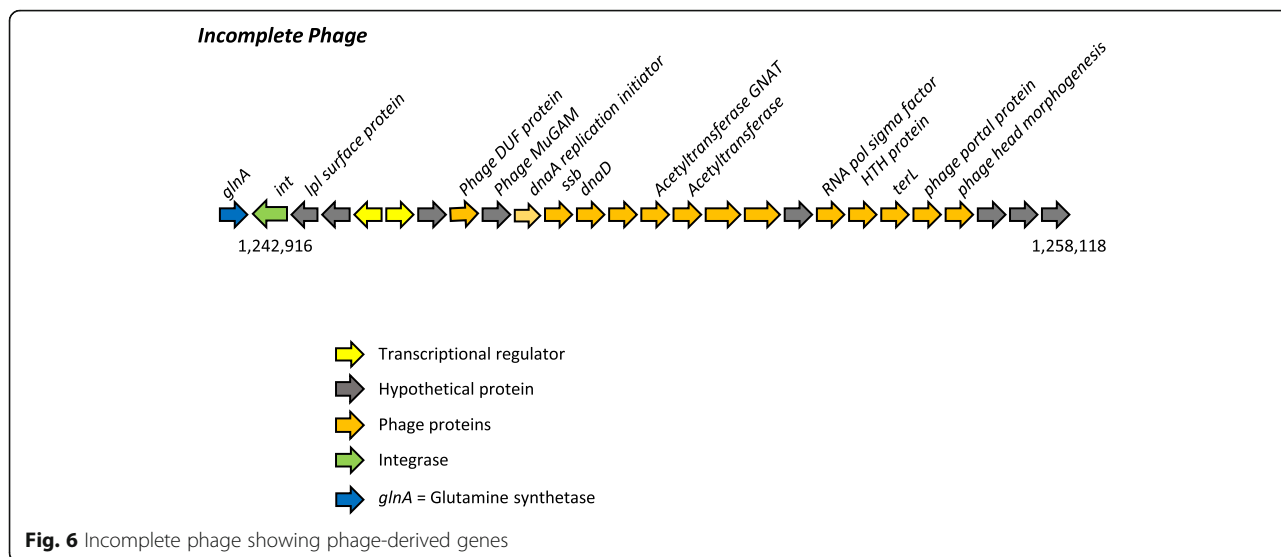 Incomplete Phage
glnA
int
lpl surface protein
Phage DUF protein
Phage MuGAM
dnaA replication initiator
ssb
dnaD
Acetyltransferase GNAT
Acetyltransferase
RNA pol sigma factor
HTH protein
terL
phage portal protein
phage head morphogenesis
1,242,916
1,258,118
Transcriptional regulator
Hypothetical protein
Phage proteins
Integrase
glnA = Glutamine synthetase
Fig. 6 Incomplete phage showing phage-derived genes